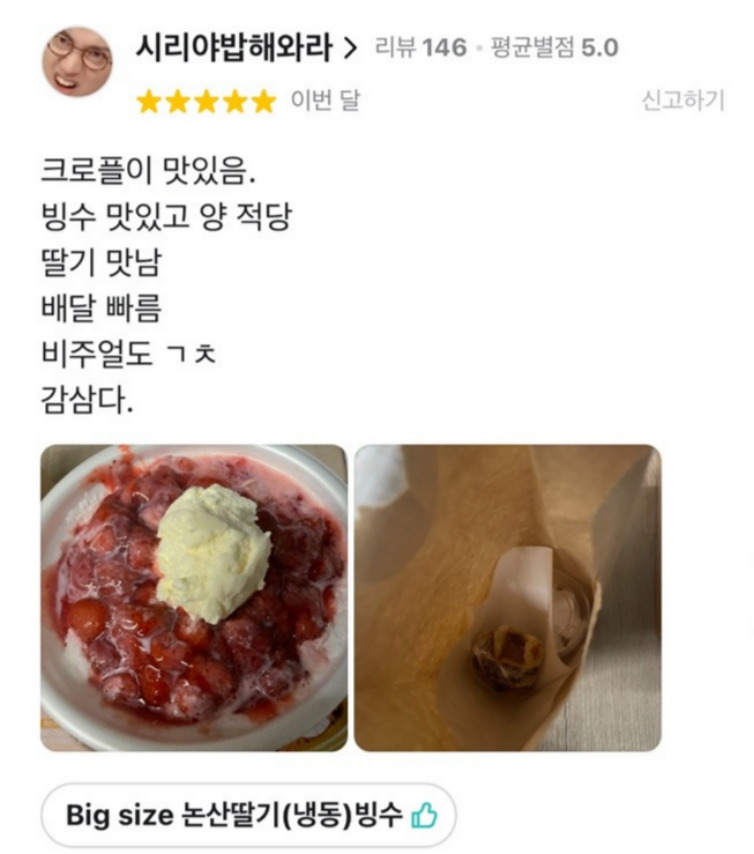 시리야밥해와라 > 리뷰 146 • 평균별점 5.0
이번 달 신고하기
크로플이 맛있음.
빙수 맛있고 양 적당
딸기 맛남
배달 빠름
비주얼도 ㄱㅊ
감삼다.
Big size 논산딸기(냉동)빙수